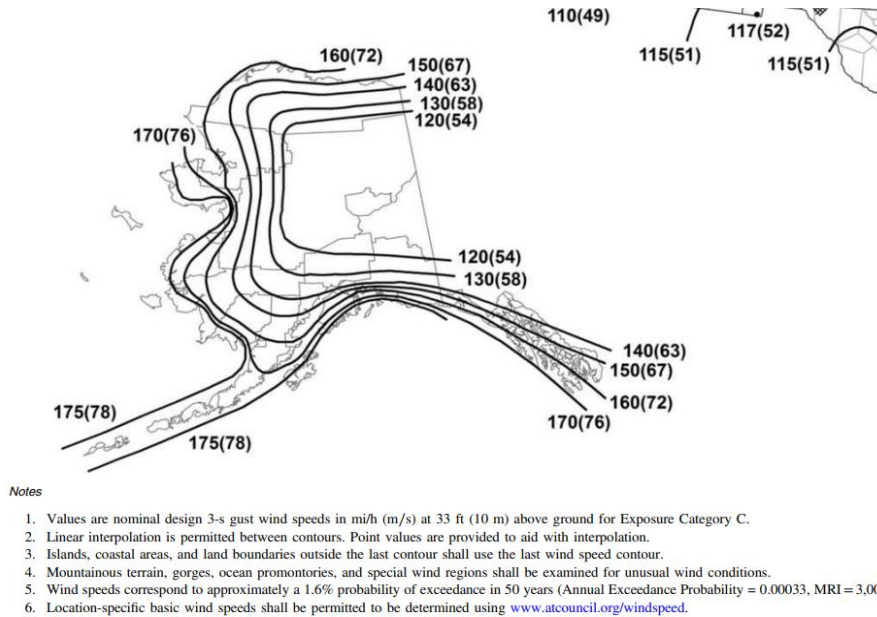 110(49)
117(52)
115(51)
115(51)
160(72)
150(67)
140(63)
130(58)
120(54)
170(76)
120(54)
130(58)
140(63)
150(67)
160(72)
170(76)
175(78)
175(78)
Notes
1. Values are nominal design 3-s gust wind speeds in mi/h (m/s) at 33 ft (10 m) above ground for Exposure Category C.
2. Linear interpolation is permitted between contours. Point values are provided to aid with interpolation.
3. Islands, coastal areas, and land boundaries outside the last contour shall use the last wind speed contour.
4. Mountainous terrain, gorges, ocean promontories, and special wind regions shall be examined for unusual wind conditions.
5. Wind speeds correspond to approximately a 1.6% probability of exceedance in 50 years (Annual Exceedance Probability = 0.00033, MRI = 3,00
6. Location-specific basic wind speeds shall be permitted to be determined using www.atcouncil.org/windspeed.